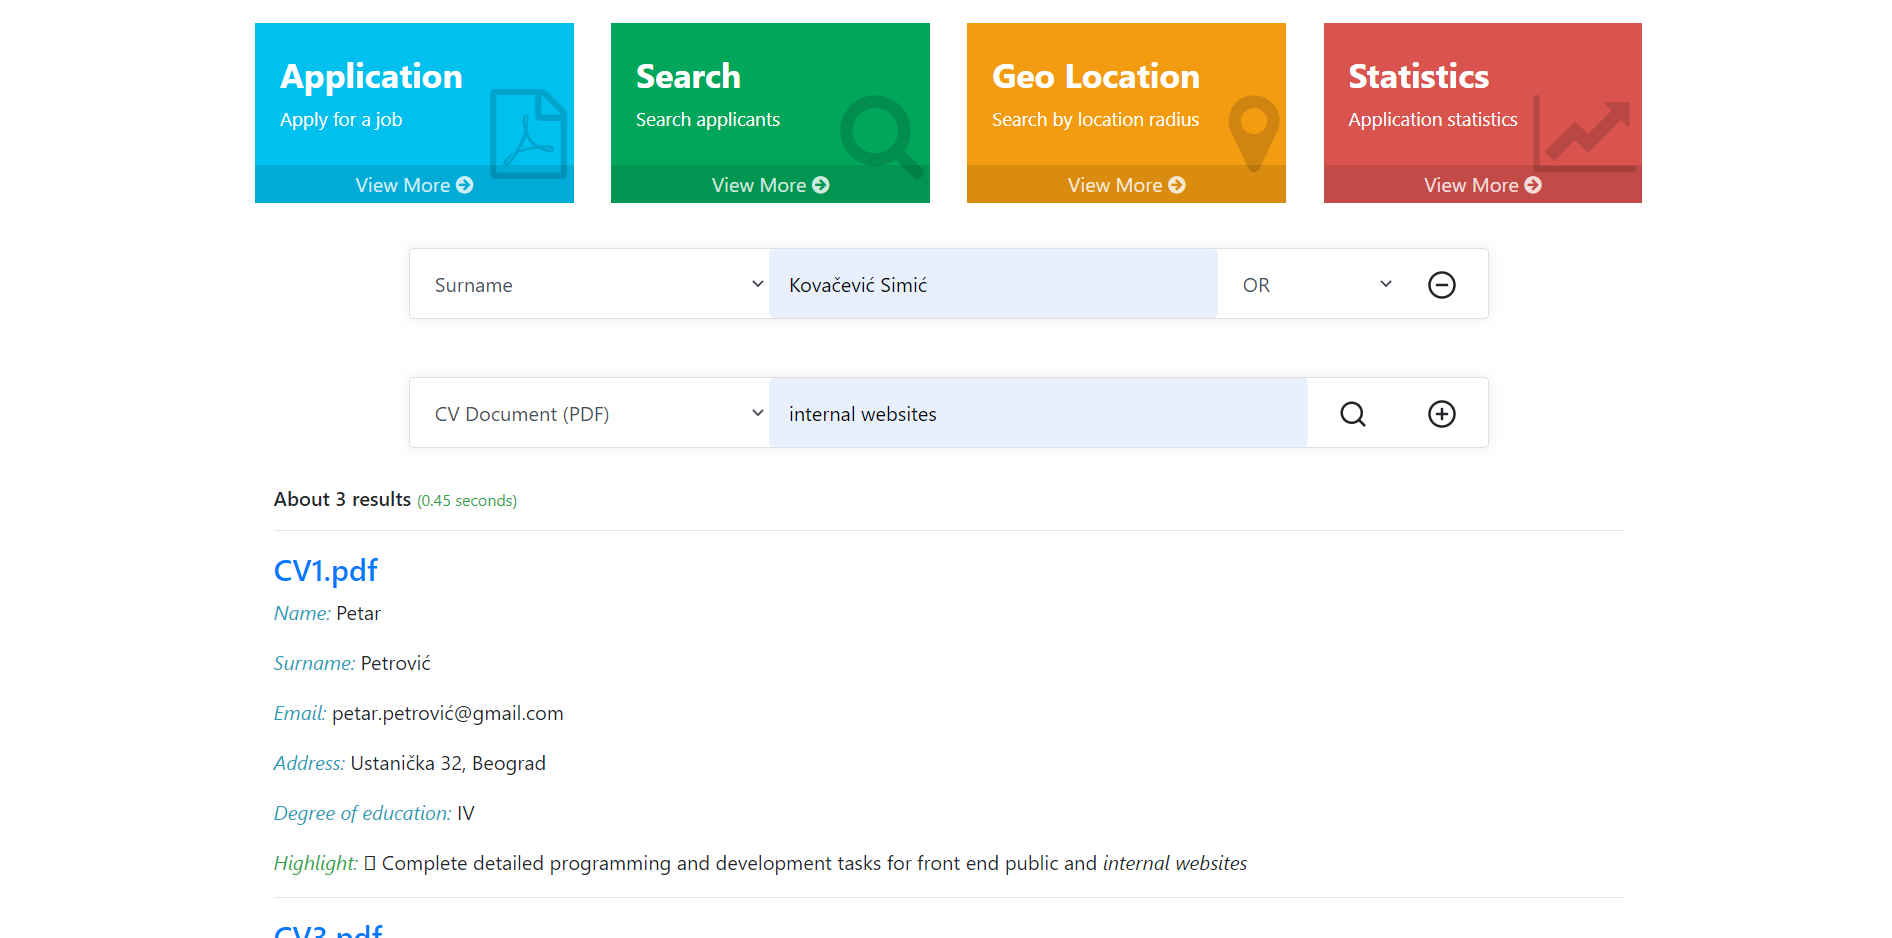 Application
Apply for a job
View More
Search
Search applicants
View More
Geo Location
Search by location radius
View More
Statistics
Application statistics
View More
Surname
Kovačević Simić
OR
CV Document (PDF)
internal websites
About 3 results (0.45 seconds)
CV1.pdf
Name: Petar
Surname: Petrović
Email: petar.petrović@gmail.com
Address: Ustanička 32, Beograd
Degree of education: IV
Highlight: ▯ Complete detailed programming and development tasks for front end public and internal websites
CV3.pdf